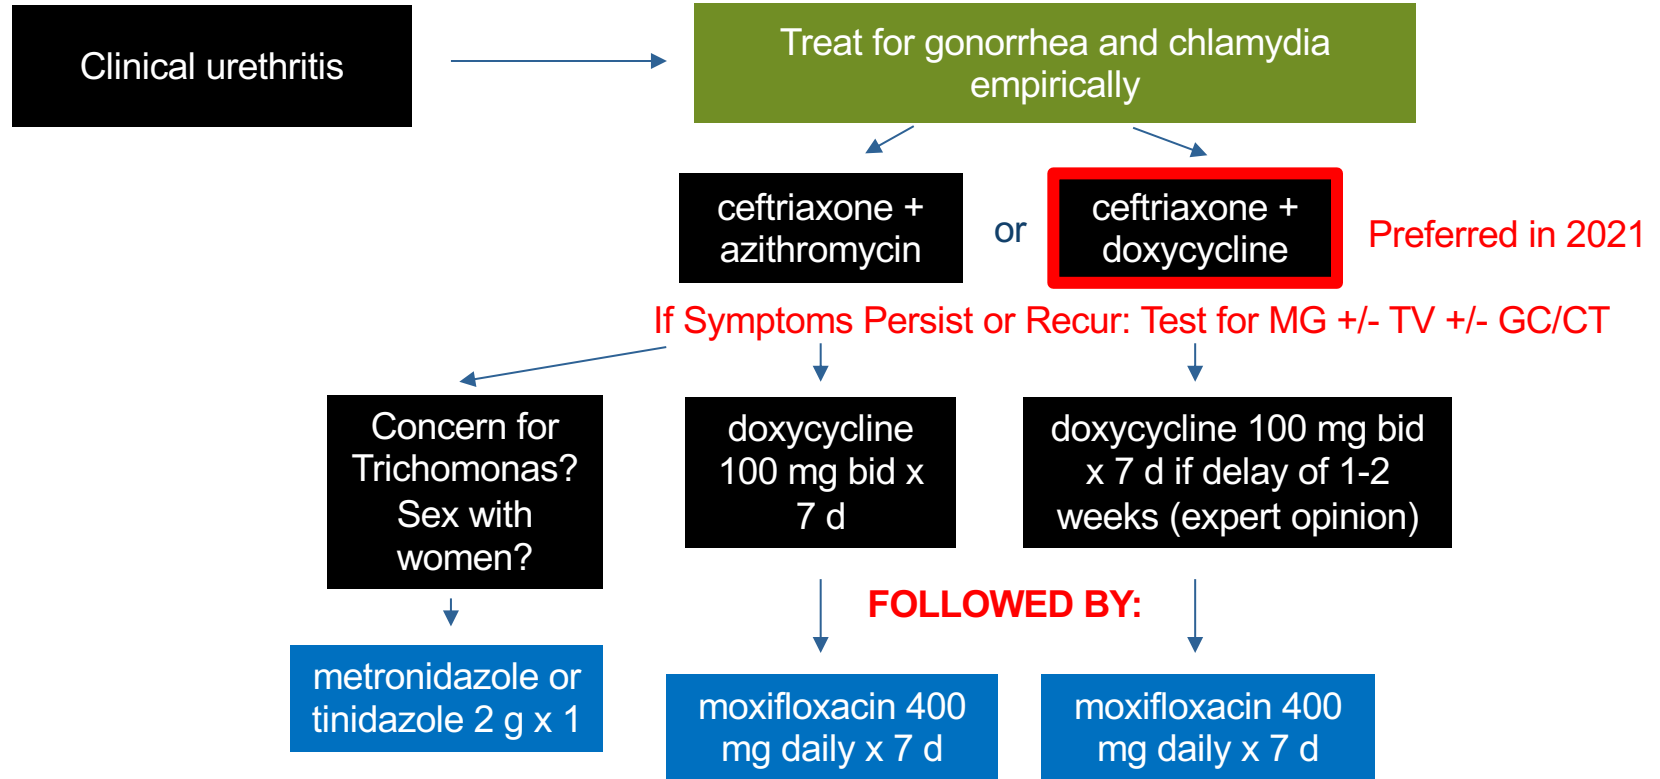 Clinical urethritis
Treat for gonorrhea and chlamydia
empirically
ceftriaxone +
azithromycin
or
ceftriaxone +
doxycycline
Preferred in 2021
If Symptoms Persist or Recur: Test for MG +/- TV +/- GC/CT
Concern for
Trichomonas?
Sex with
women?
doxycycline
100 mg bid x
7 d
doxycycline 100 mg bid
x 7 d if delay of 1-2
weeks (expert opinion)
FOLLOWED BY:
metronidazole or
tinidazole 2 g x 1
moxifloxacin 400
mg daily x 7 d
moxifloxacin 400
mg daily x 7 d